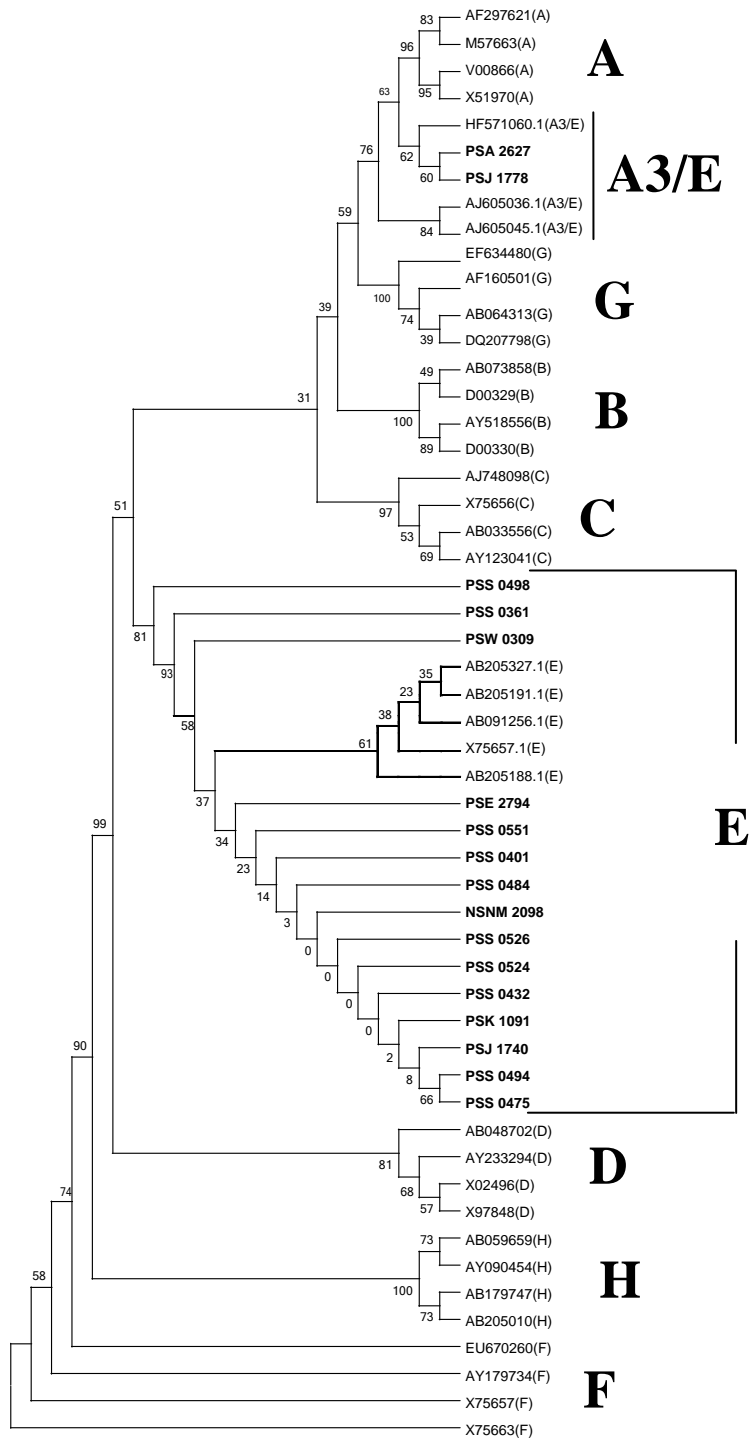 83
AF297621(A)
M57663(A)
96
V00866(A)
X51970(A)
95
A
63
HF571060.1(A3/E)
PSA 2627
62
PSJ 1778
60
A3/E
76
AJ605036.1(A3/E)
AJ605045.1(A3/E)
84
59
EF634480(G)
AF160501(G)
100
AB064313(G)
74
DQ207798(G)
39
G
39
AB073858(B)
49
D00329(B)
AY518556(B)
100
D00330(B)
89
B
31
AJ748098(C)
X75656(C)
97
AB033556(C)
53
AY123041(C)
69
C
51
PSS 0498
PSS 0361
81
PSW 0309
93
AB205327.1(E)
35
AB205191.1(E)
23
AB091256.1(E)
38
58
X75657.1(E)
61
AB205188.1(E)
37
PSE 2794
E
PSS 0551
34
PSS 0401
23
PSS 0484
14
NSNM 2098
3
PSS 0526
0
PSS 0524
0
PSS 0432
0
PSK 1091
0
PSJ 1740
2
PSS 0494
8
PSS 0475
66
99
AB048702(D)
AY233294(D)
81
X02496(D)
68
X97848(D)
57
D
90
AB059659(H)
73
AY090454(H)
AB179747(H)
100
AB205010(H)
73
H
74
EU670260(F)
58
AY179734(F)
X75657(F)
X75663(F)
F